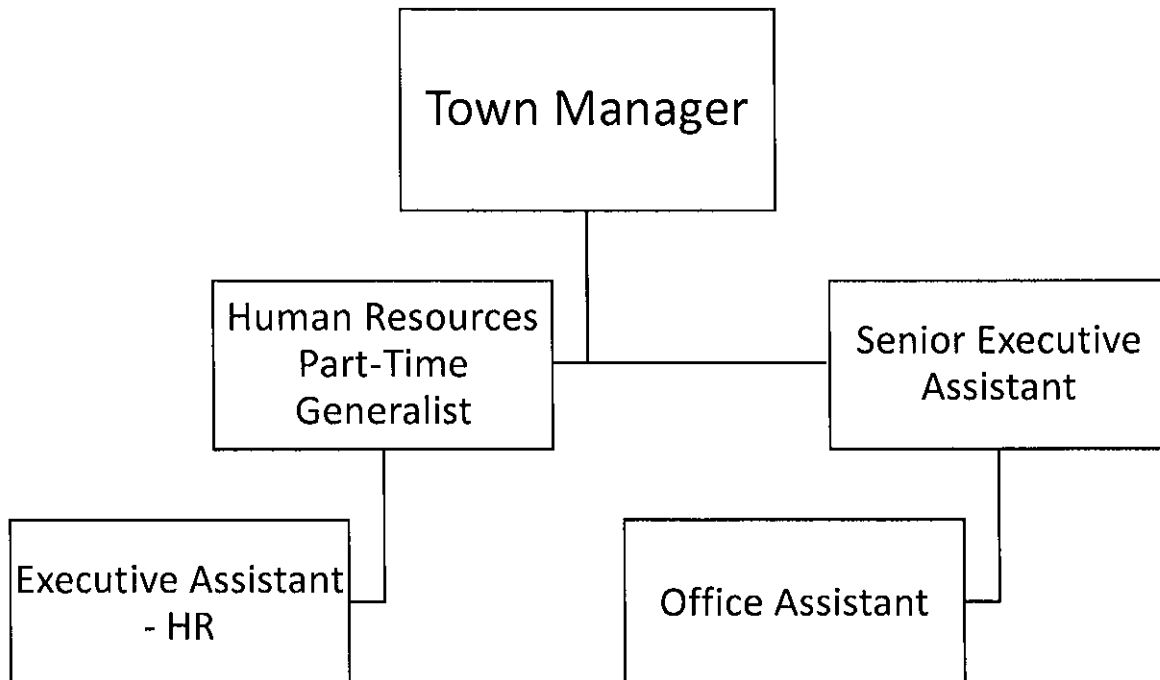 Town Manager
Human Resources
Part-Time
Generalist
Senior Executive
Assistant
Executive Assistant
- HR
Office Assistant